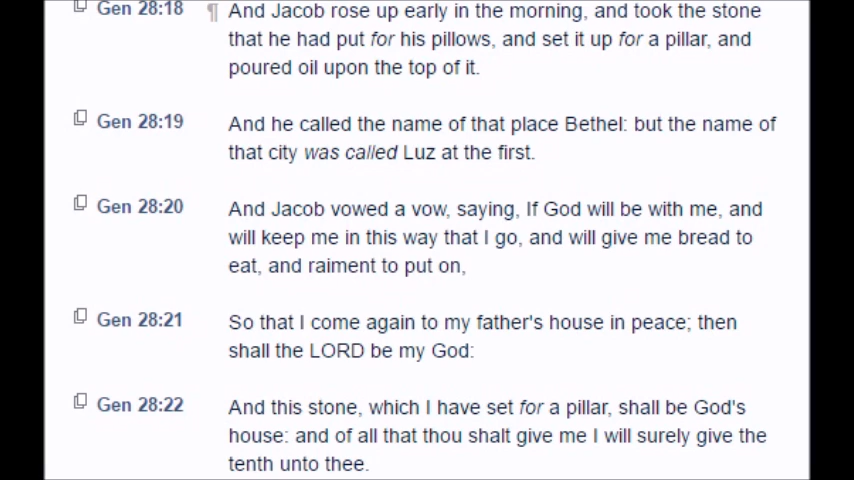 Gen 28:18 ¶ And Jacob rose up early in the morning, and took the stone
that he had put for his pillows, and set it up for a pillar, and
poured oil upon the top of it.
Gen 28:19 And he called the name of that place Bethel: but the name of
that city was called Luz at the first.
Gen 28:20 And Jacob vowed a vow, saying, If God will be with me, and
will keep me in this way that I go, and will give me bread to
eat, and raiment to put on,
Gen 28:21 So that I come again to my father's house in peace; then
shall the LORD be my God:
Gen 28:22 And this stone, which I have set for a pillar, shall be God's
house: and of all that thou shalt give me I will surely give the
tenth unto thee.